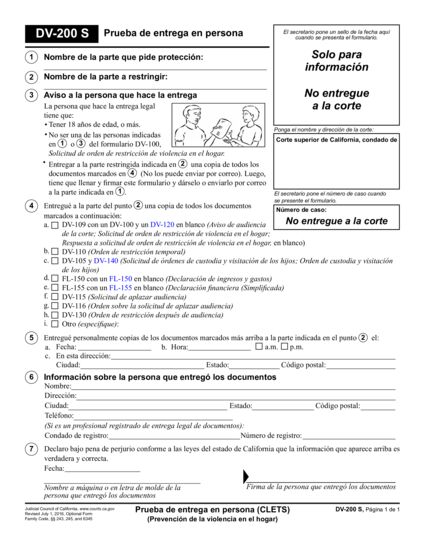 DV-200 S
Prueba de entrega en persona
El secretario pone un sello de la fecha aquí
cuando se presenta el formulario.
Solo para
información
No entregue
a la corte
Ponga el nombre y dirección de la corte:
Corte superior de California, condado de
El secretario pone el número de caso cuando
se presente el formulario.
Número de caso:
No entregue a la corte
1 Nombre de la parte que pide protección:
2 Nombre de la parte a restringir:
3 Aviso a la persona que hace la entrega
La persona que hace la entrega legal
tiene que:
• Tener 18 años de edad, o más.
• No ser una de las personas indicadas
en 1 o 3 del formulario DV-100,
Solicitud de orden de restricción de violencia en el hogar.
• Entregar a la parte restringida indicada en 2 una copia de todos los
documentos marcados en 4 (No los puede enviar por correo). Luego,
tiene que llenar y firmar este formulario y dárselo o enviarlo por correo
a la parte indicada en 1.
4 Entregué a la parte del punto 2 una copia de todos los documentos
marcados a continuación:
a. DV-109 con un DV-100 y un DV-120 en blanco (Aviso de audiencia
de la corte; Solicitud de orden de restricción de violencia en el hogar;
Respuesta a solicitud de orden de restricción de violencia en el hogar, en blanco)
b. DV-110 (Orden de restricción temporal)
c. DV-105 y DV-140 (Solicitud de órdenes de custodia y visitación de los hijos; Orden de custodia y visitación
de los hijos)
d. FL-150 con un FL-150 en blanco (Declaración de ingresos y gastos)
e. FL-155 con un FL-155 en blanco (Declaración financiera (Simplificada)
f. DV-115 (Solicitud de aplazar audiencia)
g. DV-116 (Orden sobre la solicitud de aplazar audiencia)
h. DV-130 (Orden de restricción después de audiencia)
i. Otro (especifique):
5 Entregué personalmente copias de los documentos marcados más arriba a la parte indicada en el punto 2 el:
a. Fecha: b. Hora: a.m. p.m.
c. En esta dirección:
Ciudad: Estado: Código postal:
6 Información sobre la persona que entregó los documentos
Nombre:
Dirección:
Ciudad: Estado: Código postal:
Teléfono:
(Si es un profesional registrado de entrega legal de documentos):
Condado de registro: Número de registro:
7 Declaro bajo pena de perjurio conforme a las leyes del estado de California que la información que aparece arriba es
verdadera y correcta.
Fecha:
Nombre a máquina o en letra de molde de la
persona que entregó los documentos
Firma de la persona que entregó los documentos
Judicial Council of California, www.courts.ca.gov
Revised July 1, 2016, Optional Form
Family Code, §§ 243, 245, and 6345
Prueba de entrega en persona (CLETS)
(Prevención de la violencia en el hogar)
DV-200 S, Página 1 de 1